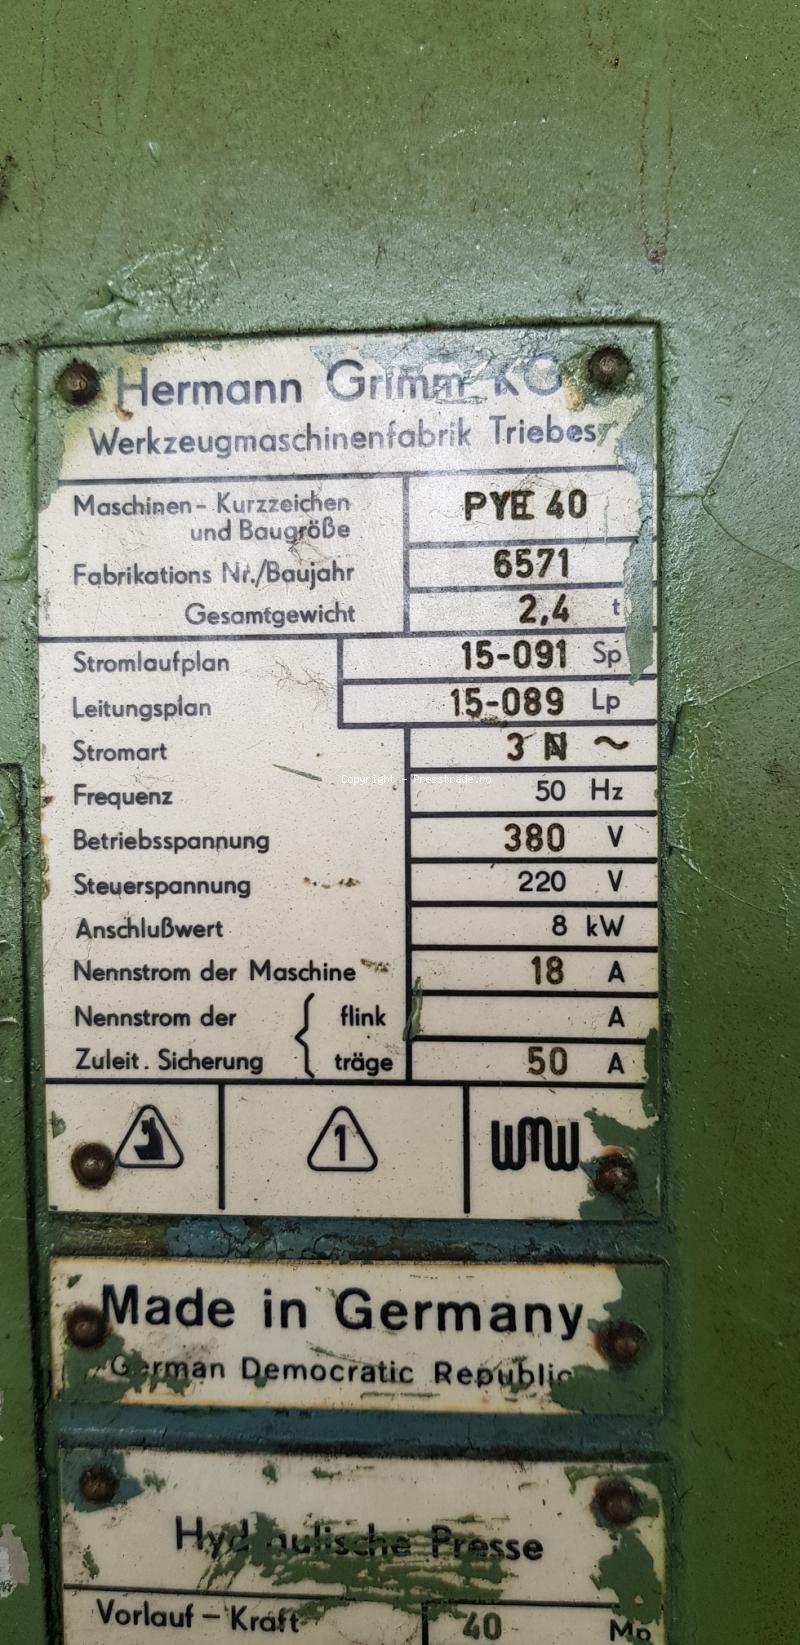 Hermann Grimm KG
Werkzeugmaschinenfabrik Triebes
Maschinen - Kurzzeichen und Baugröße PYE 40
Fabrikations Nr./Baujahr 6571
Gesamtgewicht 2,4 t
Stromlaufplan 15-091 Sp
Leitungsplan 15-089 Lp
Stromart 3 N ~
Copyright - Presstrade.ro
Frequenz 50 Hz
Betriebsspannung 380 V
Steuerspannung 220 V
Anschlußwert 8 kW
Nennstrom der Maschine 18 A
Nennstrom der flink A
Zuleit. Sicherung träge 50 A
1 WMW
Made in Germany
German Democratic Republic
Hydraulische Presse
Vorlauf - Kraft 40 Mp